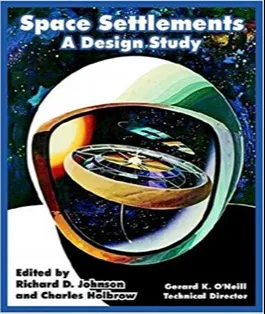 Space Settlements
A Design Study
Edited by
Richard D. Johnson
and Charles Holbrow
Gerard K. O'Neill
Technical Director